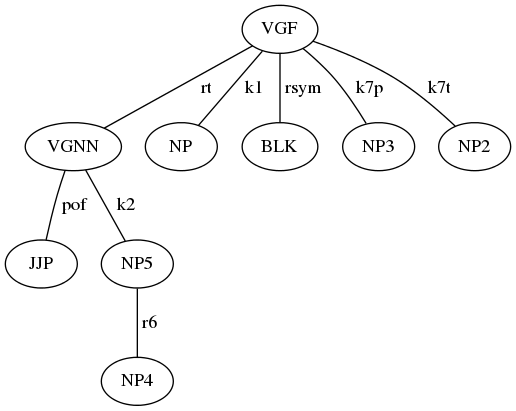 VGF
rt k1 rsym k7p k7t
VGNN NP BLK NP3 NP2
pof k2
JJP NP5
r6
NP4